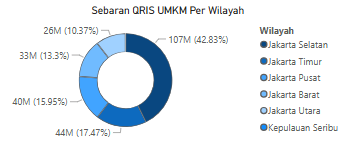 Sebaran QRIS UMKM Per Wilayah
26M (10.37%)
107M (42.83%)
33M (13.3%)
40M (15.95%)
44M (17.47%)
Wilayah
Jakarta Selatan
Jakarta Timur
Jakarta Pusat
Jakarta Barat
Jakarta Utara
Kepulauan Seribu